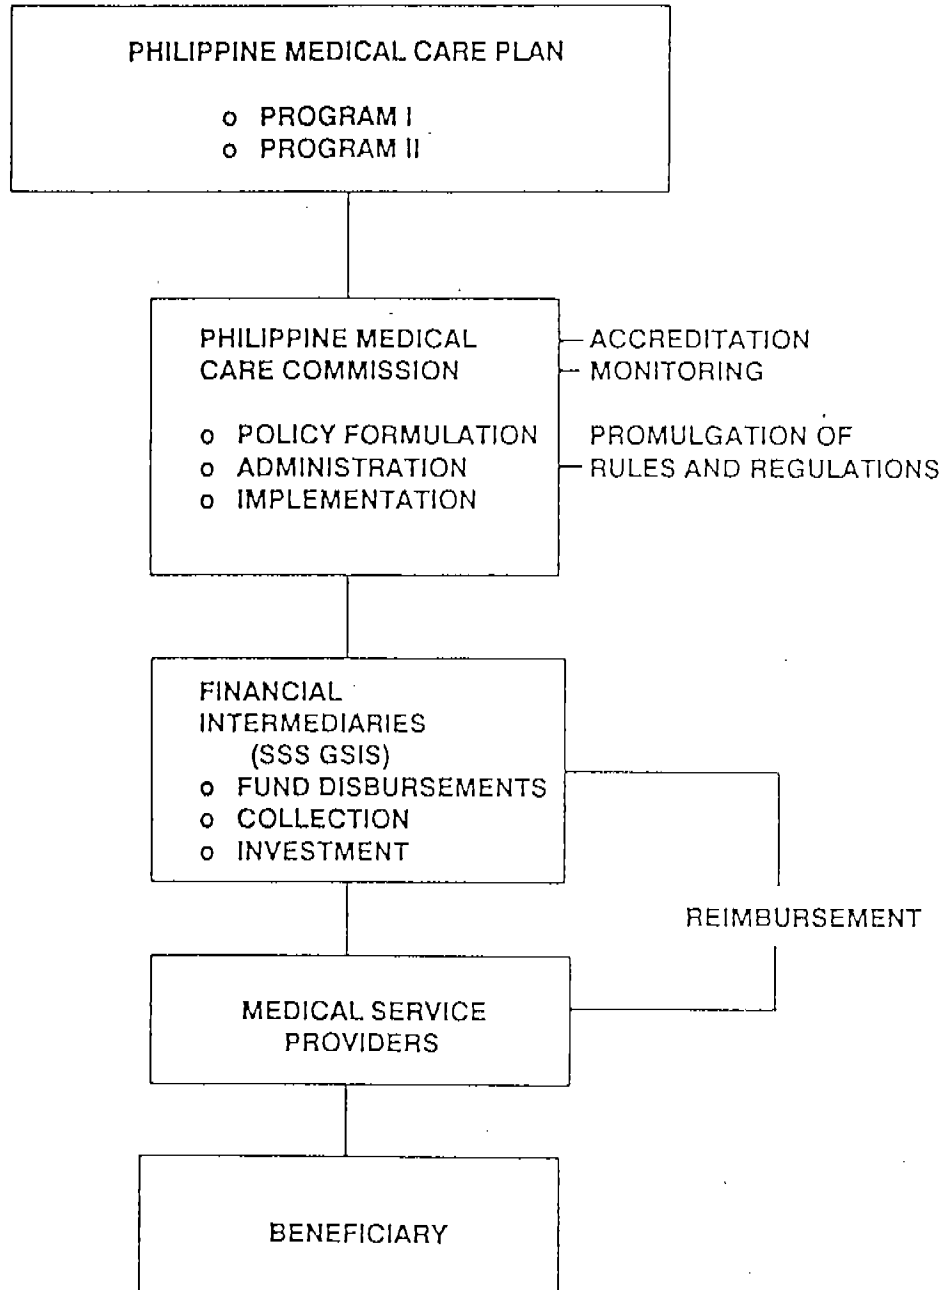 PHILIPPINE MEDICAL CARE PLAN
o PROGRAM I
o PROGRAM II
PHILIPPINE MEDICAL
CARE COMMISSION
o POLICY FORMULATION
o ADMINISTRATION
o IMPLEMENTATION
ACCREDITATION
MONITORING
PROMULGATION OF
RULES AND REGULATIONS
FINANCIAL
INTERMEDIARIES
(SSS GSIS)
o FUND DISBURSEMENTS
o COLLECTION
o INVESTMENT
REIMBURSEMENT
MEDICAL SERVICE
PROVIDERS
BENEFICIARY